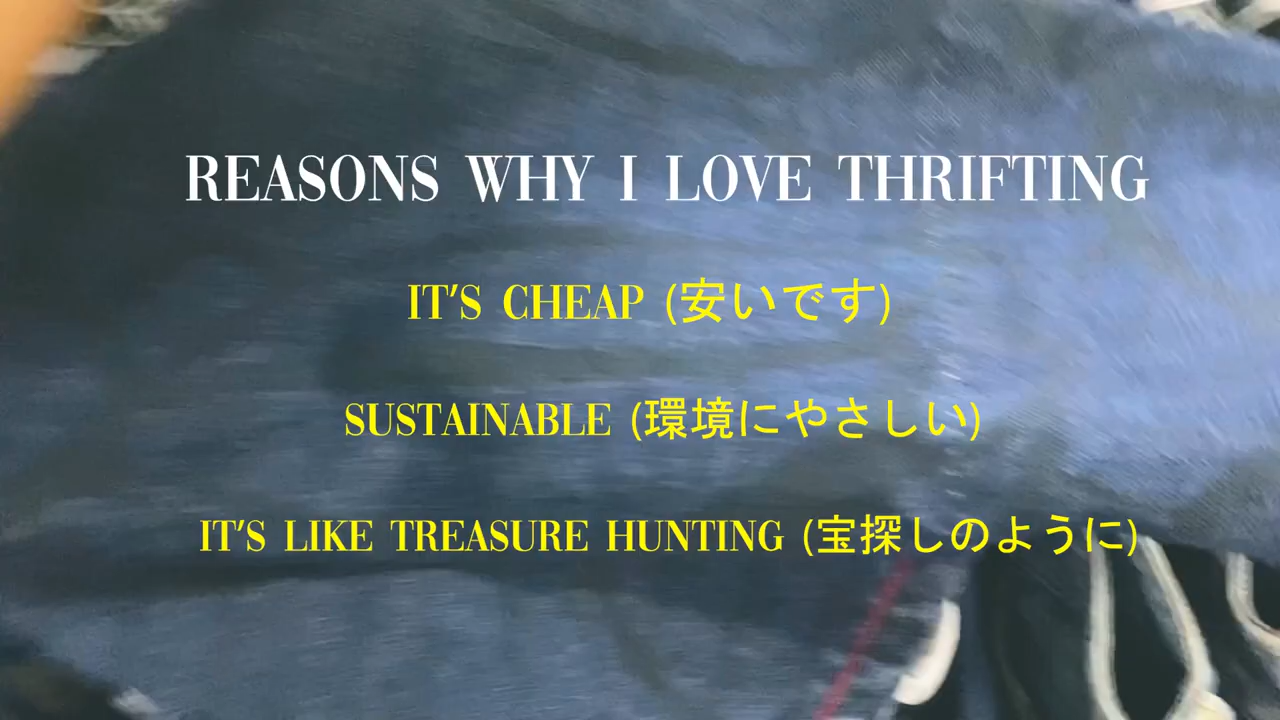 REASONS WHY I LOVE THRIFTING
IT'S CHEAP (安いです)
SUSTAINABLE (環境にやさしい)
IT'S LIKE TREASURE HUNTING (宝探しのように)